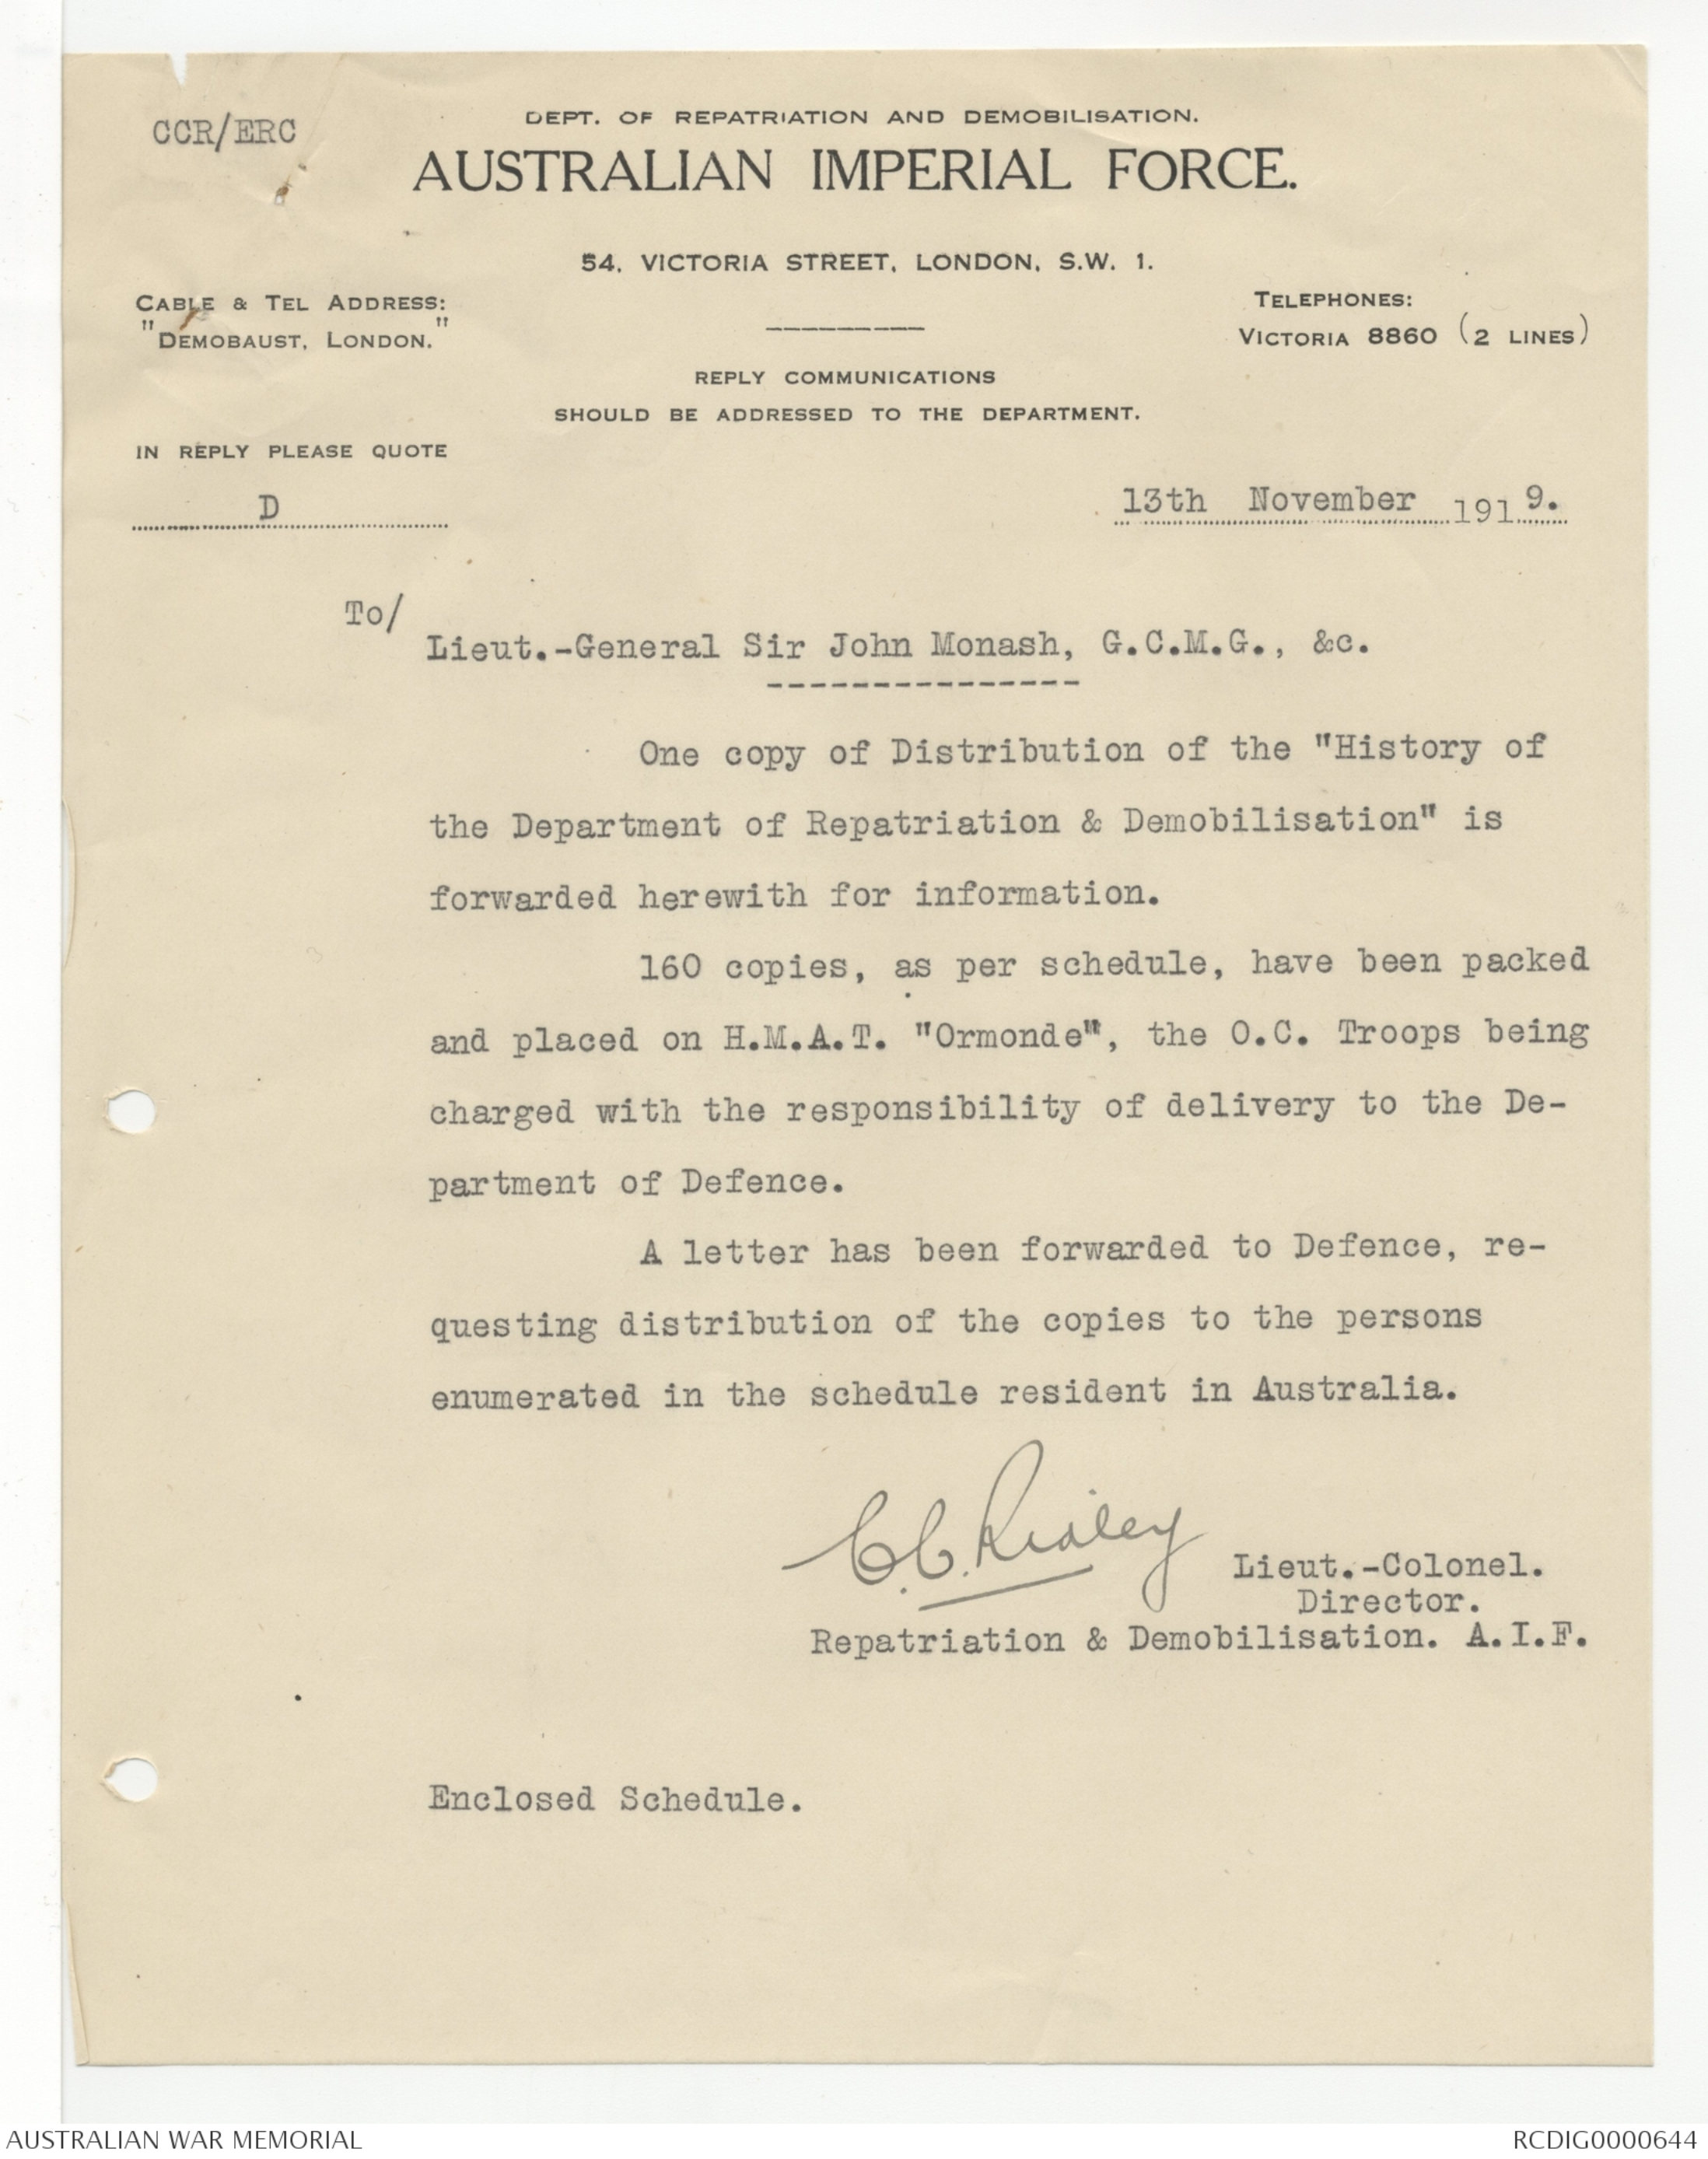 CCR/ERC
DEPT. OF REPATRIATION AND DEMOBILISATION.
AUSTRALIAN IMPERIAL FORCE.
54, VICTORIA STREET, LONDON, S.W. 1.
CABLE & TEL ADDRESS:
"DEMOBAUST, LONDON."
TELEPHONES:
VICTORIA 8860 (2 LINES)
REPLY COMMUNICATIONS
SHOULD BE ADDRESSED TO THE DEPARTMENT.
IN REPLY PLEASE QUOTE
D
13th November 1919.
To/
Lieut.-General Sir John Monash, G.C.M.G., &c.
One copy of Distribution of the "History of
the Department of Repatriation & Demobilisation" is
forwarded herewith for information.
160 copies, as per schedule, have been packed
and placed on H.M.A.T. "Ormonde", the O.C. Troops being
charged with the responsibility of delivery to the De-
partment of Defence.
A letter has been forwarded to Defence, re-
questing distribution of the copies to the persons
enumerated in the schedule resident in Australia.
C.C. Ridley
Lieut.-Colonel.
Director.
Repatriation & Demobilisation. A.I.F.
Enclosed Schedule.
AUSTRALIAN WAR MEMORIAL
RCDIG0000644